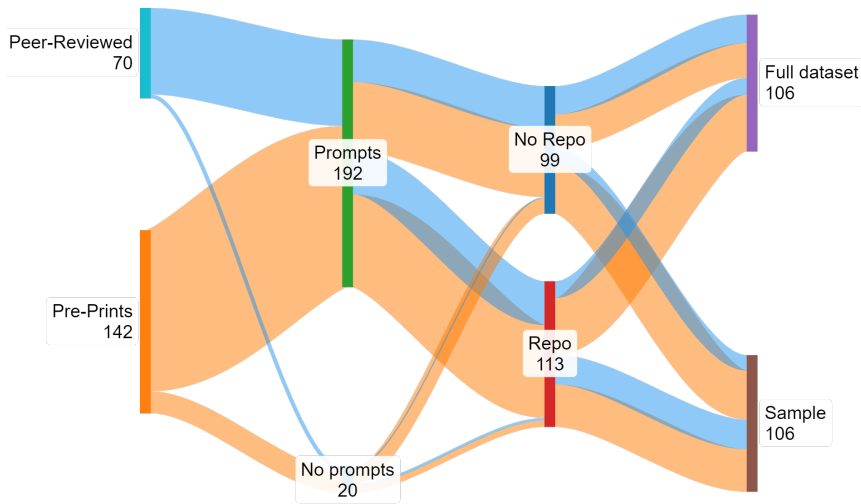 Peer-Reviewed
70
Pre-Prints
142
Prompts
192
No prompts
20
No Repo
99
Repo
113
Full dataset
106
Sample
106